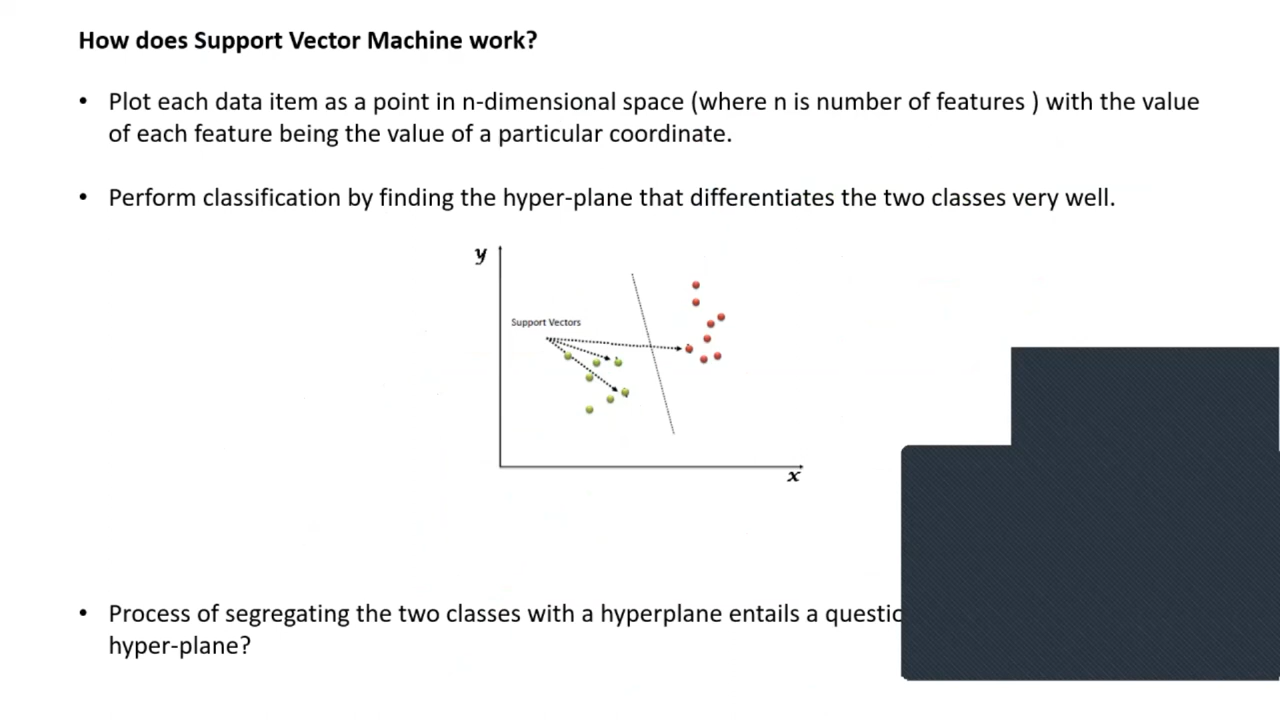 How does Support Vector Machine work?
• Plot each data item as a point in n-dimensional space (where n is number of features ) with the value
of each feature being the value of a particular coordinate.
• Perform classification by finding the hyper-plane that differentiates the two classes very well.
y
Support Vectors
x
• Process of segregating the two classes with a hyperplane entails a
hyper-plane?